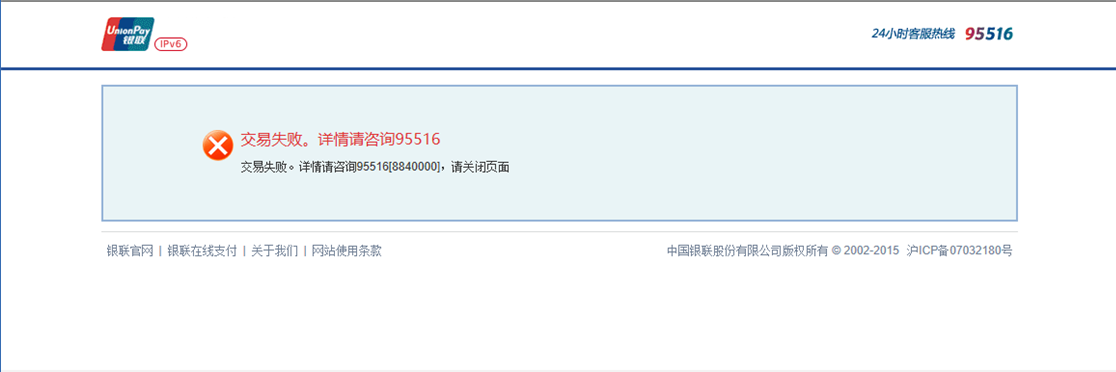 UnionPay
银联
IPv6
24小时客服热线 95516
交易失败。详情请咨询95516
交易失败。详情请咨询95516[8840000]，请关闭页面
银联官网 | 银联在线支付 | 关于我们 | 网站使用条款
中国银联股份有限公司版权所有 © 2002-2015 沪ICP备07032180号